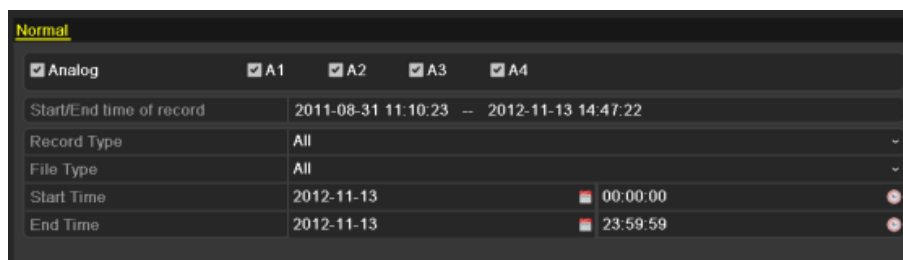 Normal
Analog A1 A2 A3 A4
Start/End time of record 2011-08-31 11:10:23 -- 2012-11-13 14:47:22
Record Type All
File Type All
Start Time 2012-11-13 00:00:00
End Time 2012-11-13 23:59:59